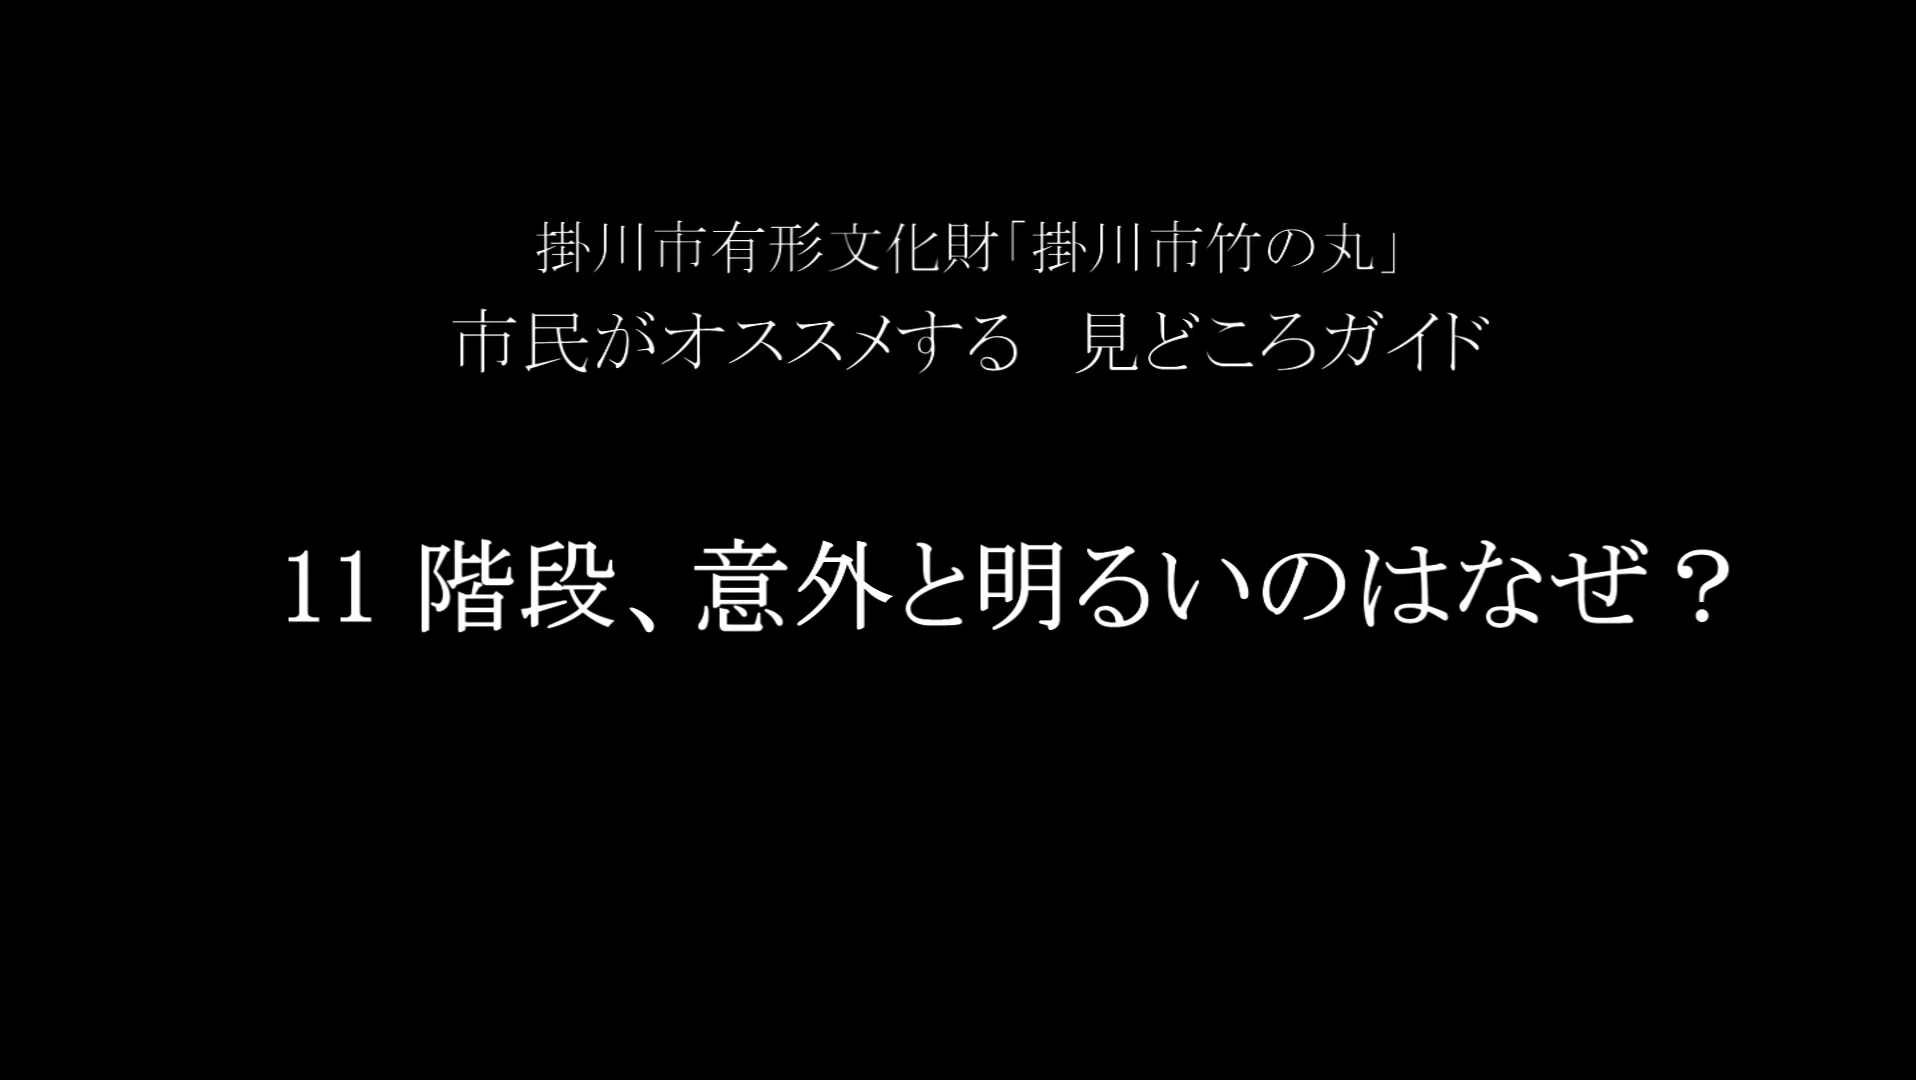 掛川市有形文化財「掛川市竹の丸」
市民がオススメする　見どころガイド
11 階段、意外と明るいのはなぜ？